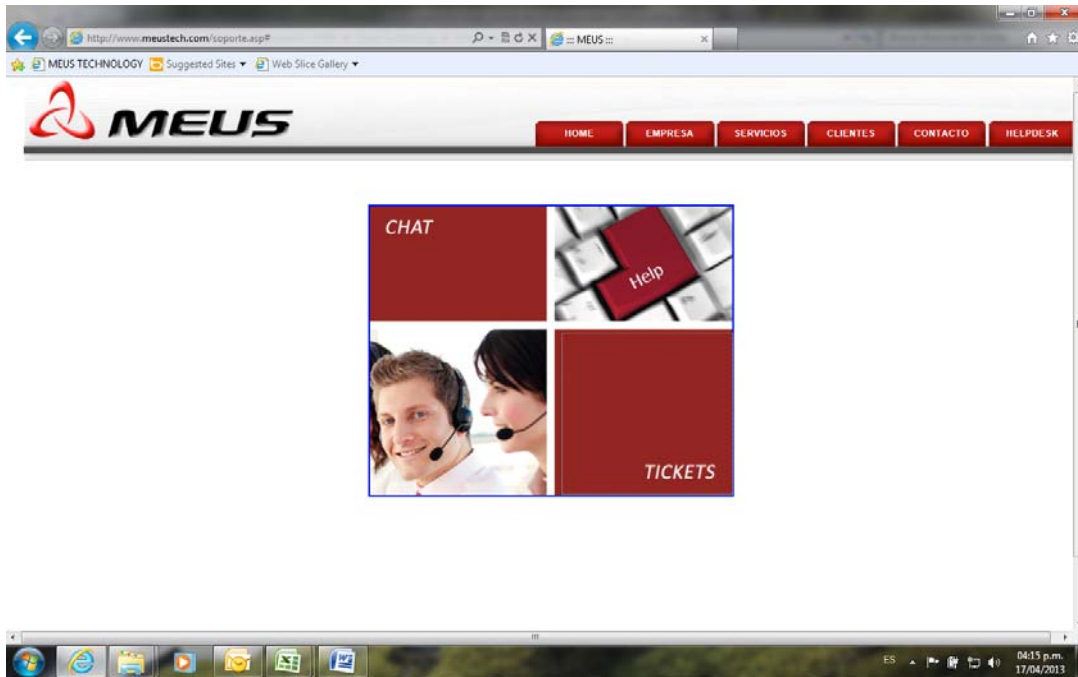 http://www.meustech.com/soporte.asp#
::: MEUS :::
MEUS TECHNOLOGY
Suggested Sites
Web Slice Gallery
MEUS
HOME
EMPRESA
SERVICIOS
CLIENTES
CONTACTO
HELPDESK
CHAT
Help
TICKETS
ES
04:15 p.m.
17/04/2013